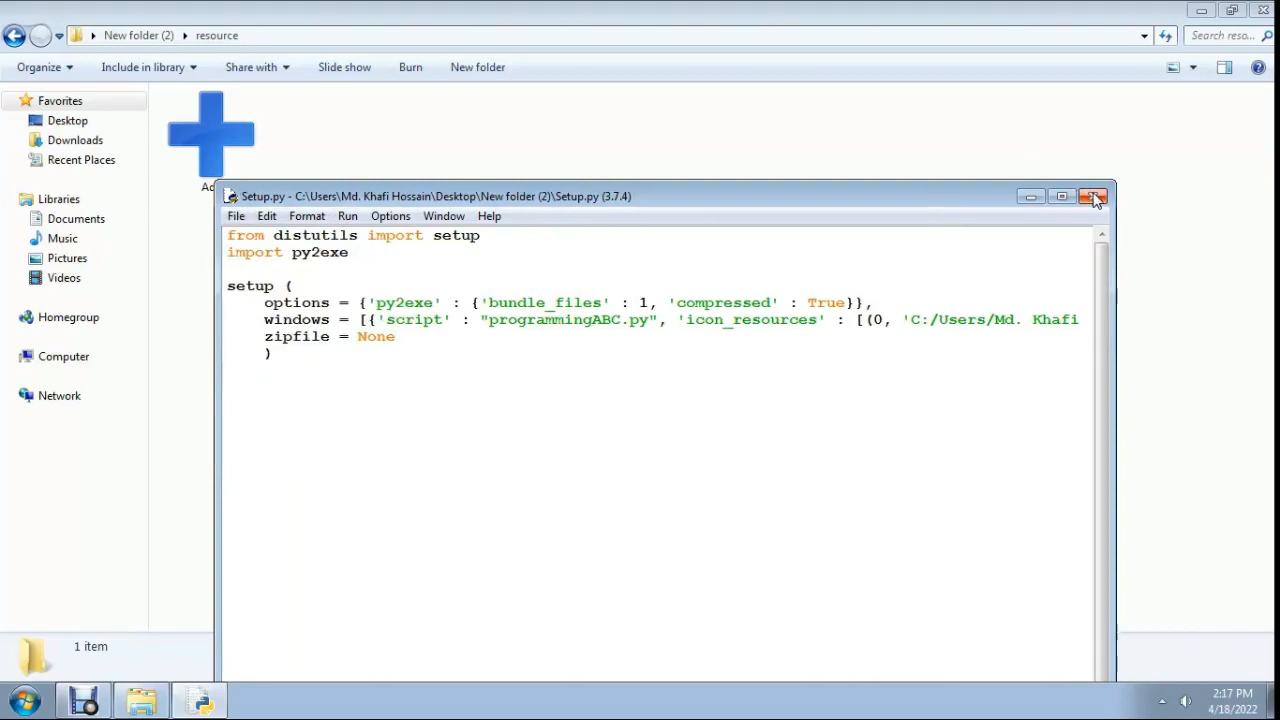 New folder (2) resource
Search reso...
Organize Include in library Share with Slide show Burn New folder
Favorites
Desktop
Downloads
Recent Places
Libraries
Documents
Music
Pictures
Videos
Homegroup
Computer
Network
Setup.py - C:\Users\Md. Khafi Hossain\Desktop\New folder (2)\Setup.py (3.7.4)
File Edit Format Run Options Window Help
from distutils import setup
import py2exe
setup (
options = {'py2exe' : {'bundle_files' : 1, 'compressed' : True}},
windows = [{'script' : "programmingABC.py", 'icon_resources' : [(0, 'C:/Users/Md. Khafi
zipfile = None
)
1 item
2:17 PM
4/18/2022